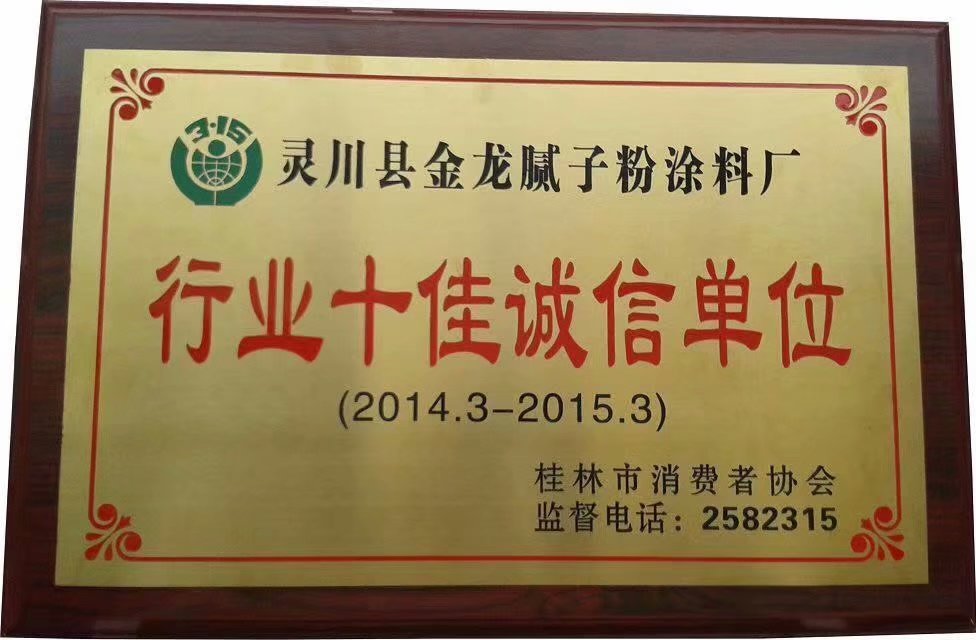 3·15
灵川县金龙腻子粉涂料厂
行业十佳诚信单位
(2014.3-2015.3)
桂林市消费者协会
监督电话：2582315